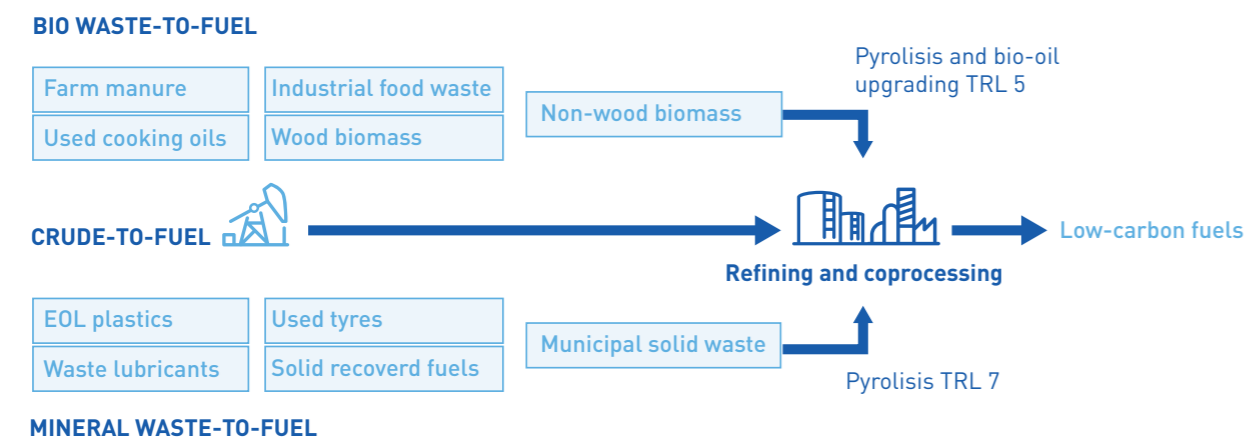 BIO WASTE-TO-FUEL
Farm manure
Industrial food waste
Used cooking oils
Wood biomass
Non-wood biomass
Pyrolisis and bio-oil
upgrading TRL 5
CRUDE-TO-FUEL
Refining and coprocessing
Low-carbon fuels
EOL plastics
Used tyres
Waste lubricants
Solid recoverd fuels
Municipal solid waste
Pyrolisis TRL 7
MINERAL WASTE-TO-FUEL